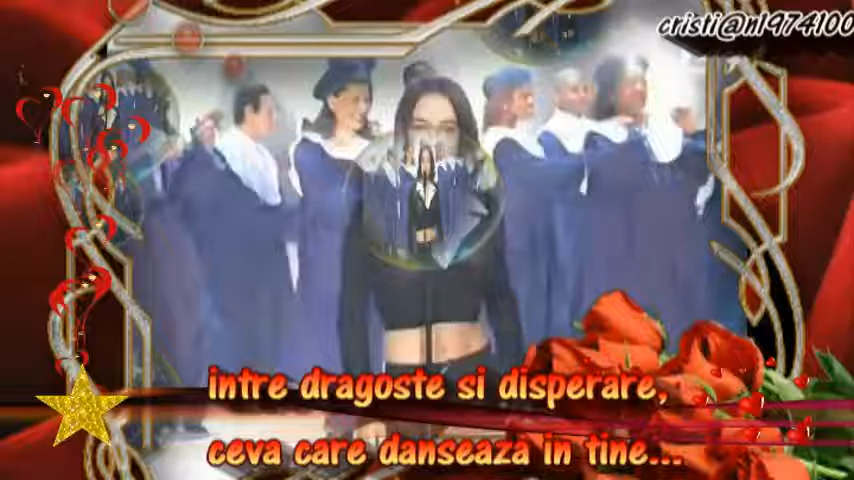 cristi@n1974100
intre dragoste si disperare,
ceva care danseaza in tine...